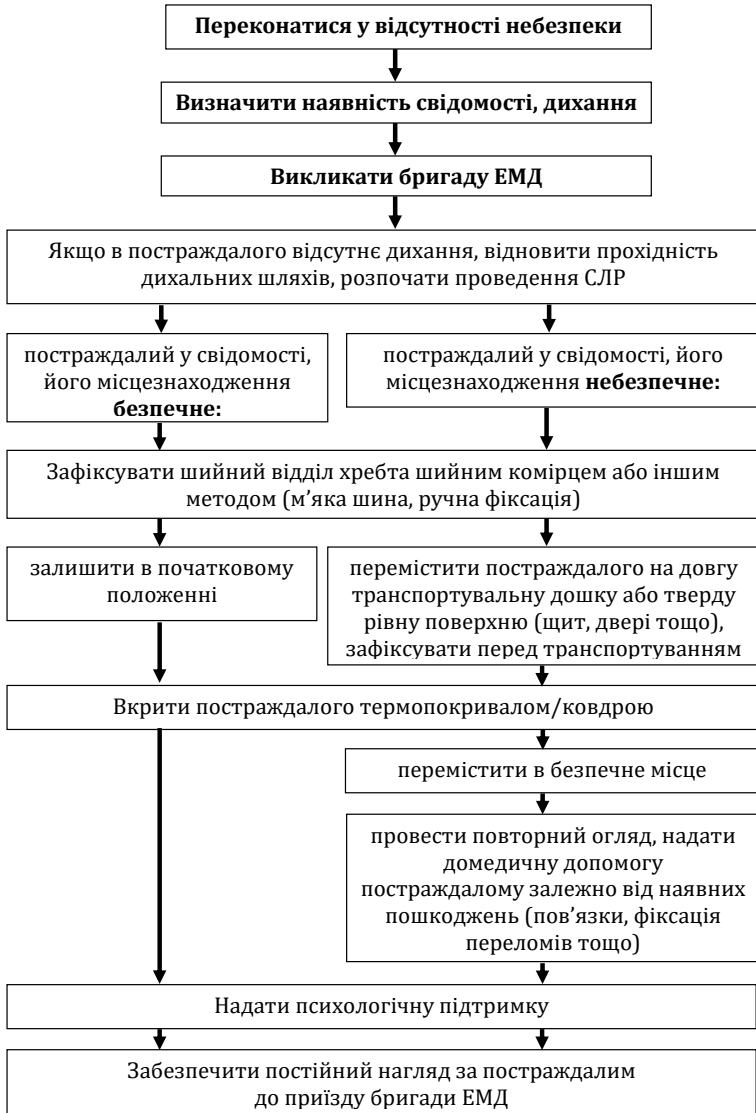 Переконатися у відсутності небезпеки
Визначити наявність свідомості, дихання
Викликати бригаду ЕМД
Якщо в постраждалого відсутнє дихання, відновити прохідність
дихальних шляхів, розпочати проведення СЛР
постраждалий у свідомості,
його місцезнаходження
безпечне:
постраждалий у свідомості, його
місцезнаходження небезпечне:
Зафіксувати шийний відділ хребта шийним комірцем або іншим
методом (м’яка шина, ручна фіксація)
залишити в початковому
положенні
перемістити постраждалого на довгу
транспортувальну дошку або тверду
рівну поверхню (щит, двері тощо),
зафіксувати перед транспортуванням
Вкрити постраждалого термопокривалом/ковдрою
перемістити в безпечне місце
провести повторний огляд, надати
домедичну допомогу
постраждалому залежно від наявних
пошкоджень (пов’язки, фіксація
переломів тощо)
Надати психологічну підтримку
Забезпечити постійний нагляд за постраждалим
до приїзду бригади ЕМД